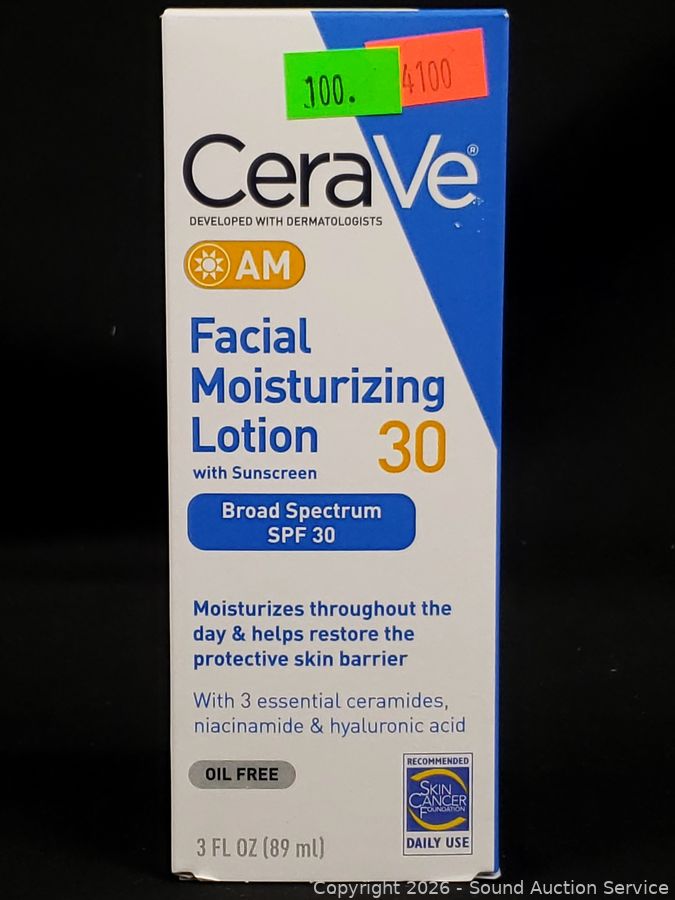 100.
4100
CeraVe®
DEVELOPED WITH DERMATOLOGISTS
AM
Facial
Moisturizing
Lotion 30
with Sunscreen
Broad Spectrum
SPF 30
Moisturizes throughout the
day & helps restore the
protective skin barrier
With 3 essential ceramides,
niacinamide & hyaluronic acid
OIL FREE
RECOMMENDED
SKIN
CANCER
FOUNDATION
DAILY USE
3 FL OZ (89 ml)
Copyright 2026 - Sound Auction Service